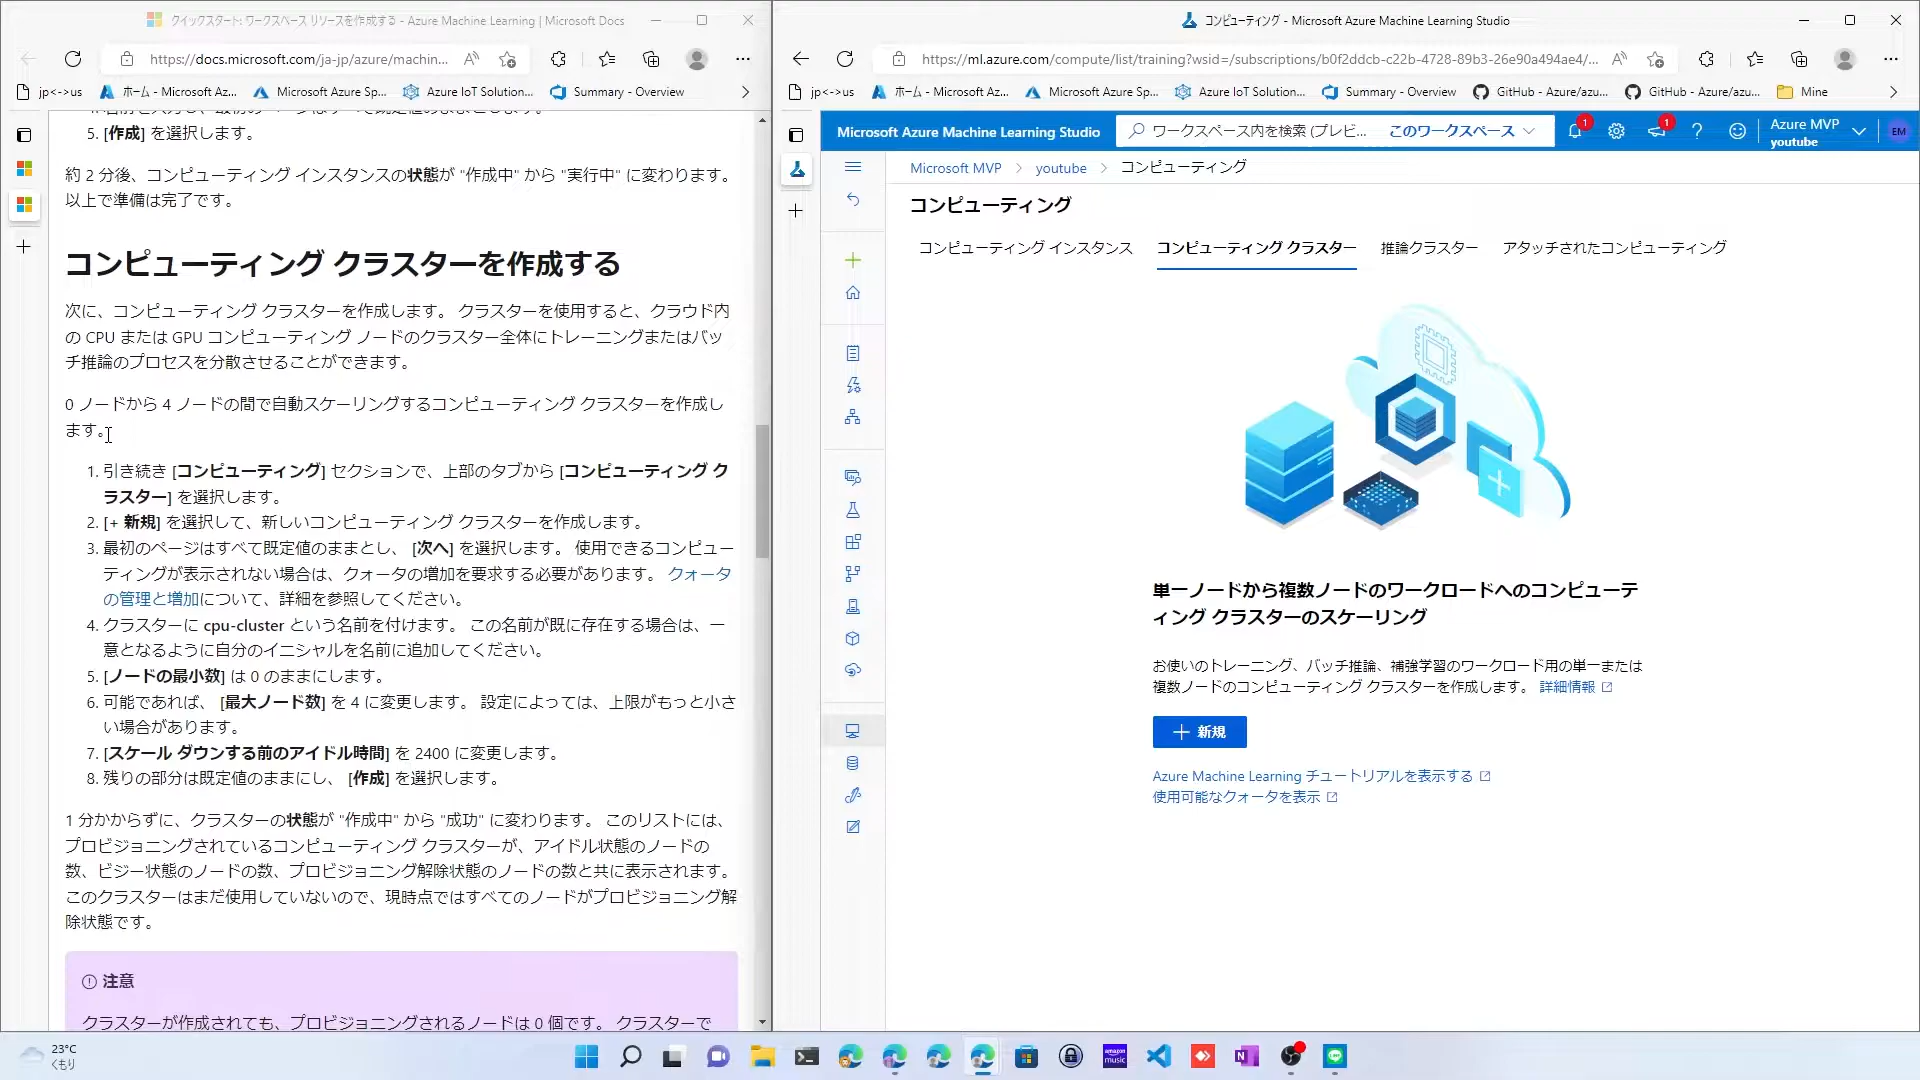 クイックスタート: ワークスペース リソースを作成する - Azure Machine Learning | Microsoft Docs
https://docs.microsoft.com/ja-jp/azure/machin...
jp<->us
ホーム - Microsoft Az...
Microsoft Azure Sp...
Azure IoT Solution...
Summary - Overview
5. [作成] を選択します。
約 2 分後、コンピューティング インスタンスの状態が "作成中" から "実行中" に変わります。
以上で準備は完了です。
コンピューティング クラスターを作成する
次に、コンピューティング クラスターを作成します。 クラスターを使用すると、クラウド内
の CPU または GPU コンピューティング ノードのクラスター全体にトレーニングまたはバッ
チ推論のプロセスを分散させることができます。
0 ノードから 4 ノードの間で自動スケーリングするコンピューティング クラスターを作成し
ます。
1. 引き続き [コンピューティング] セクションで、上部のタブから [コンピューティング ク
ラスター] を選択します。
2. [+ 新規] を選択して、新しいコンピューティング クラスターを作成します。
3. 最初のページはすべて既定値のままとし、 [次へ] を選択します。 使用できるコンピュー
ティングが表示されない場合は、クォータの増加を要求する必要があります。 クォータ
の管理と増加について、詳細を参照してください。
4. クラスターに cpu-cluster という名前を付けます。 この名前が既に存在する場合は、一
意となるように自分のイニシャルを名前に追加してください。
5. [ノードの最小数] は 0 のままにします。
6. 可能であれば、 [最大ノード数] を 4 に変更します。 設定によっては、上限がもっと小さ
い場合があります。
7. [スケール ダウンする前のアイドル時間] を 2400 に変更します。
8. 残りの部分は既定値のままにし、 [作成] を選択します。
1 分かからずに、クラスターの状態が "作成中" から "成功" に変わります。 このリストには、
プロビジョニングされているコンピューティング クラスターが、アイドル状態のノードの
数、ビジー状態のノードの数、プロビジョニング解除状態のノードの数と共に表示されます。
このクラスターはまだ使用していないので、現時点ではすべてのノードがプロビジョニング解
除状態です。
注意
クラスターが作成されても、プロビジョニングされるノードは 0 個です。 クラスターで
コンピューティング - Microsoft Azure Machine Learning Studio
https://ml.azure.com/compute/list/training?wsid=/subscriptions/b0f2ddcb-c22b-4728-89b3-26e90a494ae4/...
jp<->us
ホーム - Microsoft Az...
Microsoft Azure Sp...
Azure IoT Solution...
Summary - Overview
GitHub - Azure/azu...
GitHub - Azure/azu...
Mine
Microsoft Azure Machine Learning Studio
ワークスペース内を検索 (プレビ...
このワークスペース
1
1
?
Azure MVP
youtube
EM
Microsoft MVP > youtube > コンピューティング
コンピューティング
コンピューティング インスタンス
コンピューティング クラスター
推論クラスター
アタッチされたコンピューティング
単一ノードから複数ノードのワークロードへのコンピューテ
ィング クラスターのスケーリング
お使いのトレーニング、バッチ推論、補強学習のワークロード用の単一または
複数ノードのコンピューティング クラスターを作成します。 詳細情報
新規
Azure Machine Learning チュートリアルを表示する
使用可能なクォータを表示
23°C
くもり
amazon
music
N
LINE